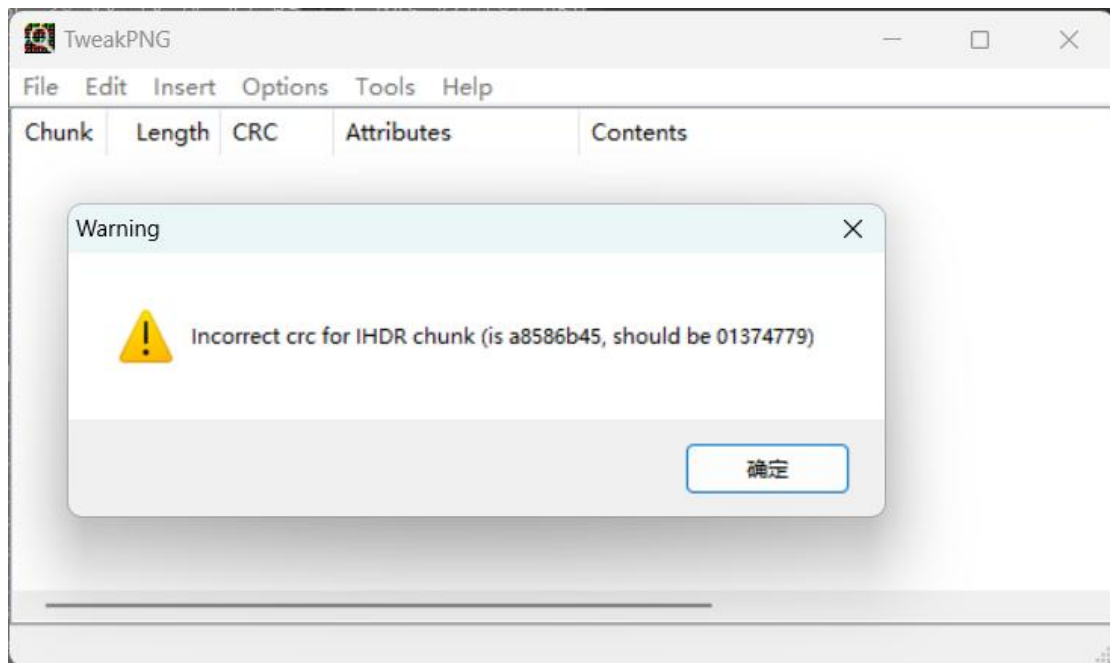 TweakPNG
File Edit Insert Options Tools Help
Chunk Length CRC Attributes Contents
Warning
Incorrect crc for IHDR chunk (is a8586b45, should be 01374779)
确定